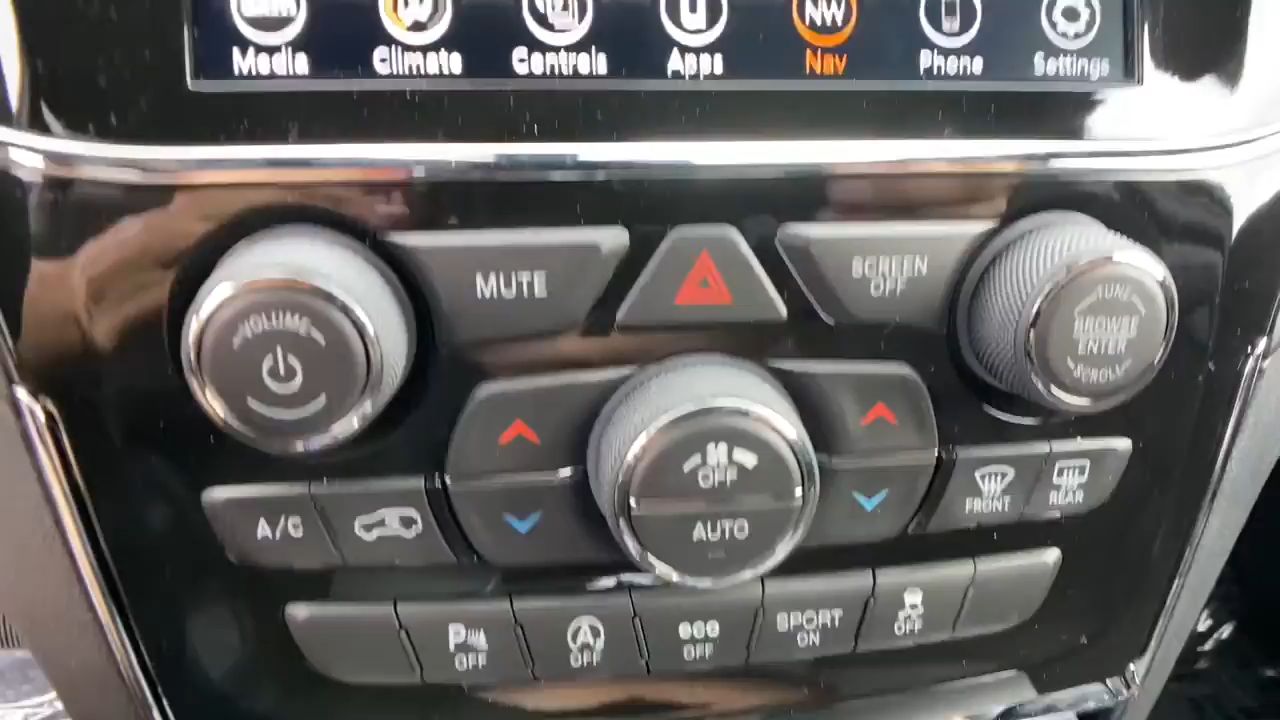 NW
Media
Climate
Controls
Apps
Nav
Phone
Settings
MUTE
SCREEN
OFF
VOLUME
TUNE
BROWSE
ENTER
SCROLL
OFF
AUTO
A/C
FRONT
REAR
P
OFF
A
OFF
OFF
SPORT
ON
OFF